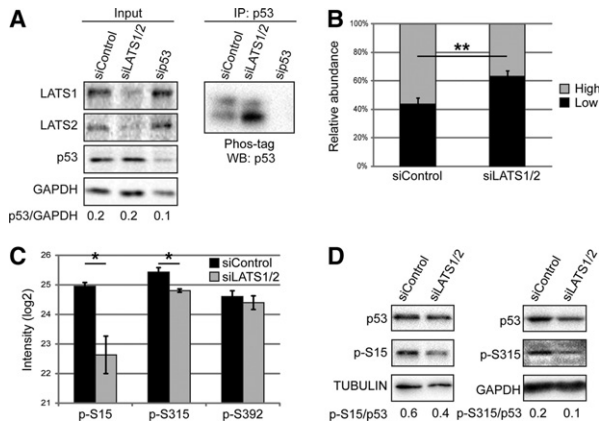 A
Input
IP: p53
siControl
siLATS1/2
sip53
siControl
siLATS1/2
sip53
LATS1
LATS2
p53
GAPDH
p53/GAPDH 0.2 0.2 0.1
Phos-tag
WB: p53
B
**
Relative abundance
100%
80%
60%
40%
20%
0%
siControl
siLATS1/2
High
Low
C
*
*
siControl
siLATS1/2
Intensity (log2)
26
25
24
23
22
21
p-S15
p-S315
p-S392
D
siControl
siLATS1/2
p53
p-S15
TUBULIN
p-S15/p53 0.6 0.4
siControl
siLATS1/2
p53
p-S315
GAPDH
p-S315/p53 0.2 0.1